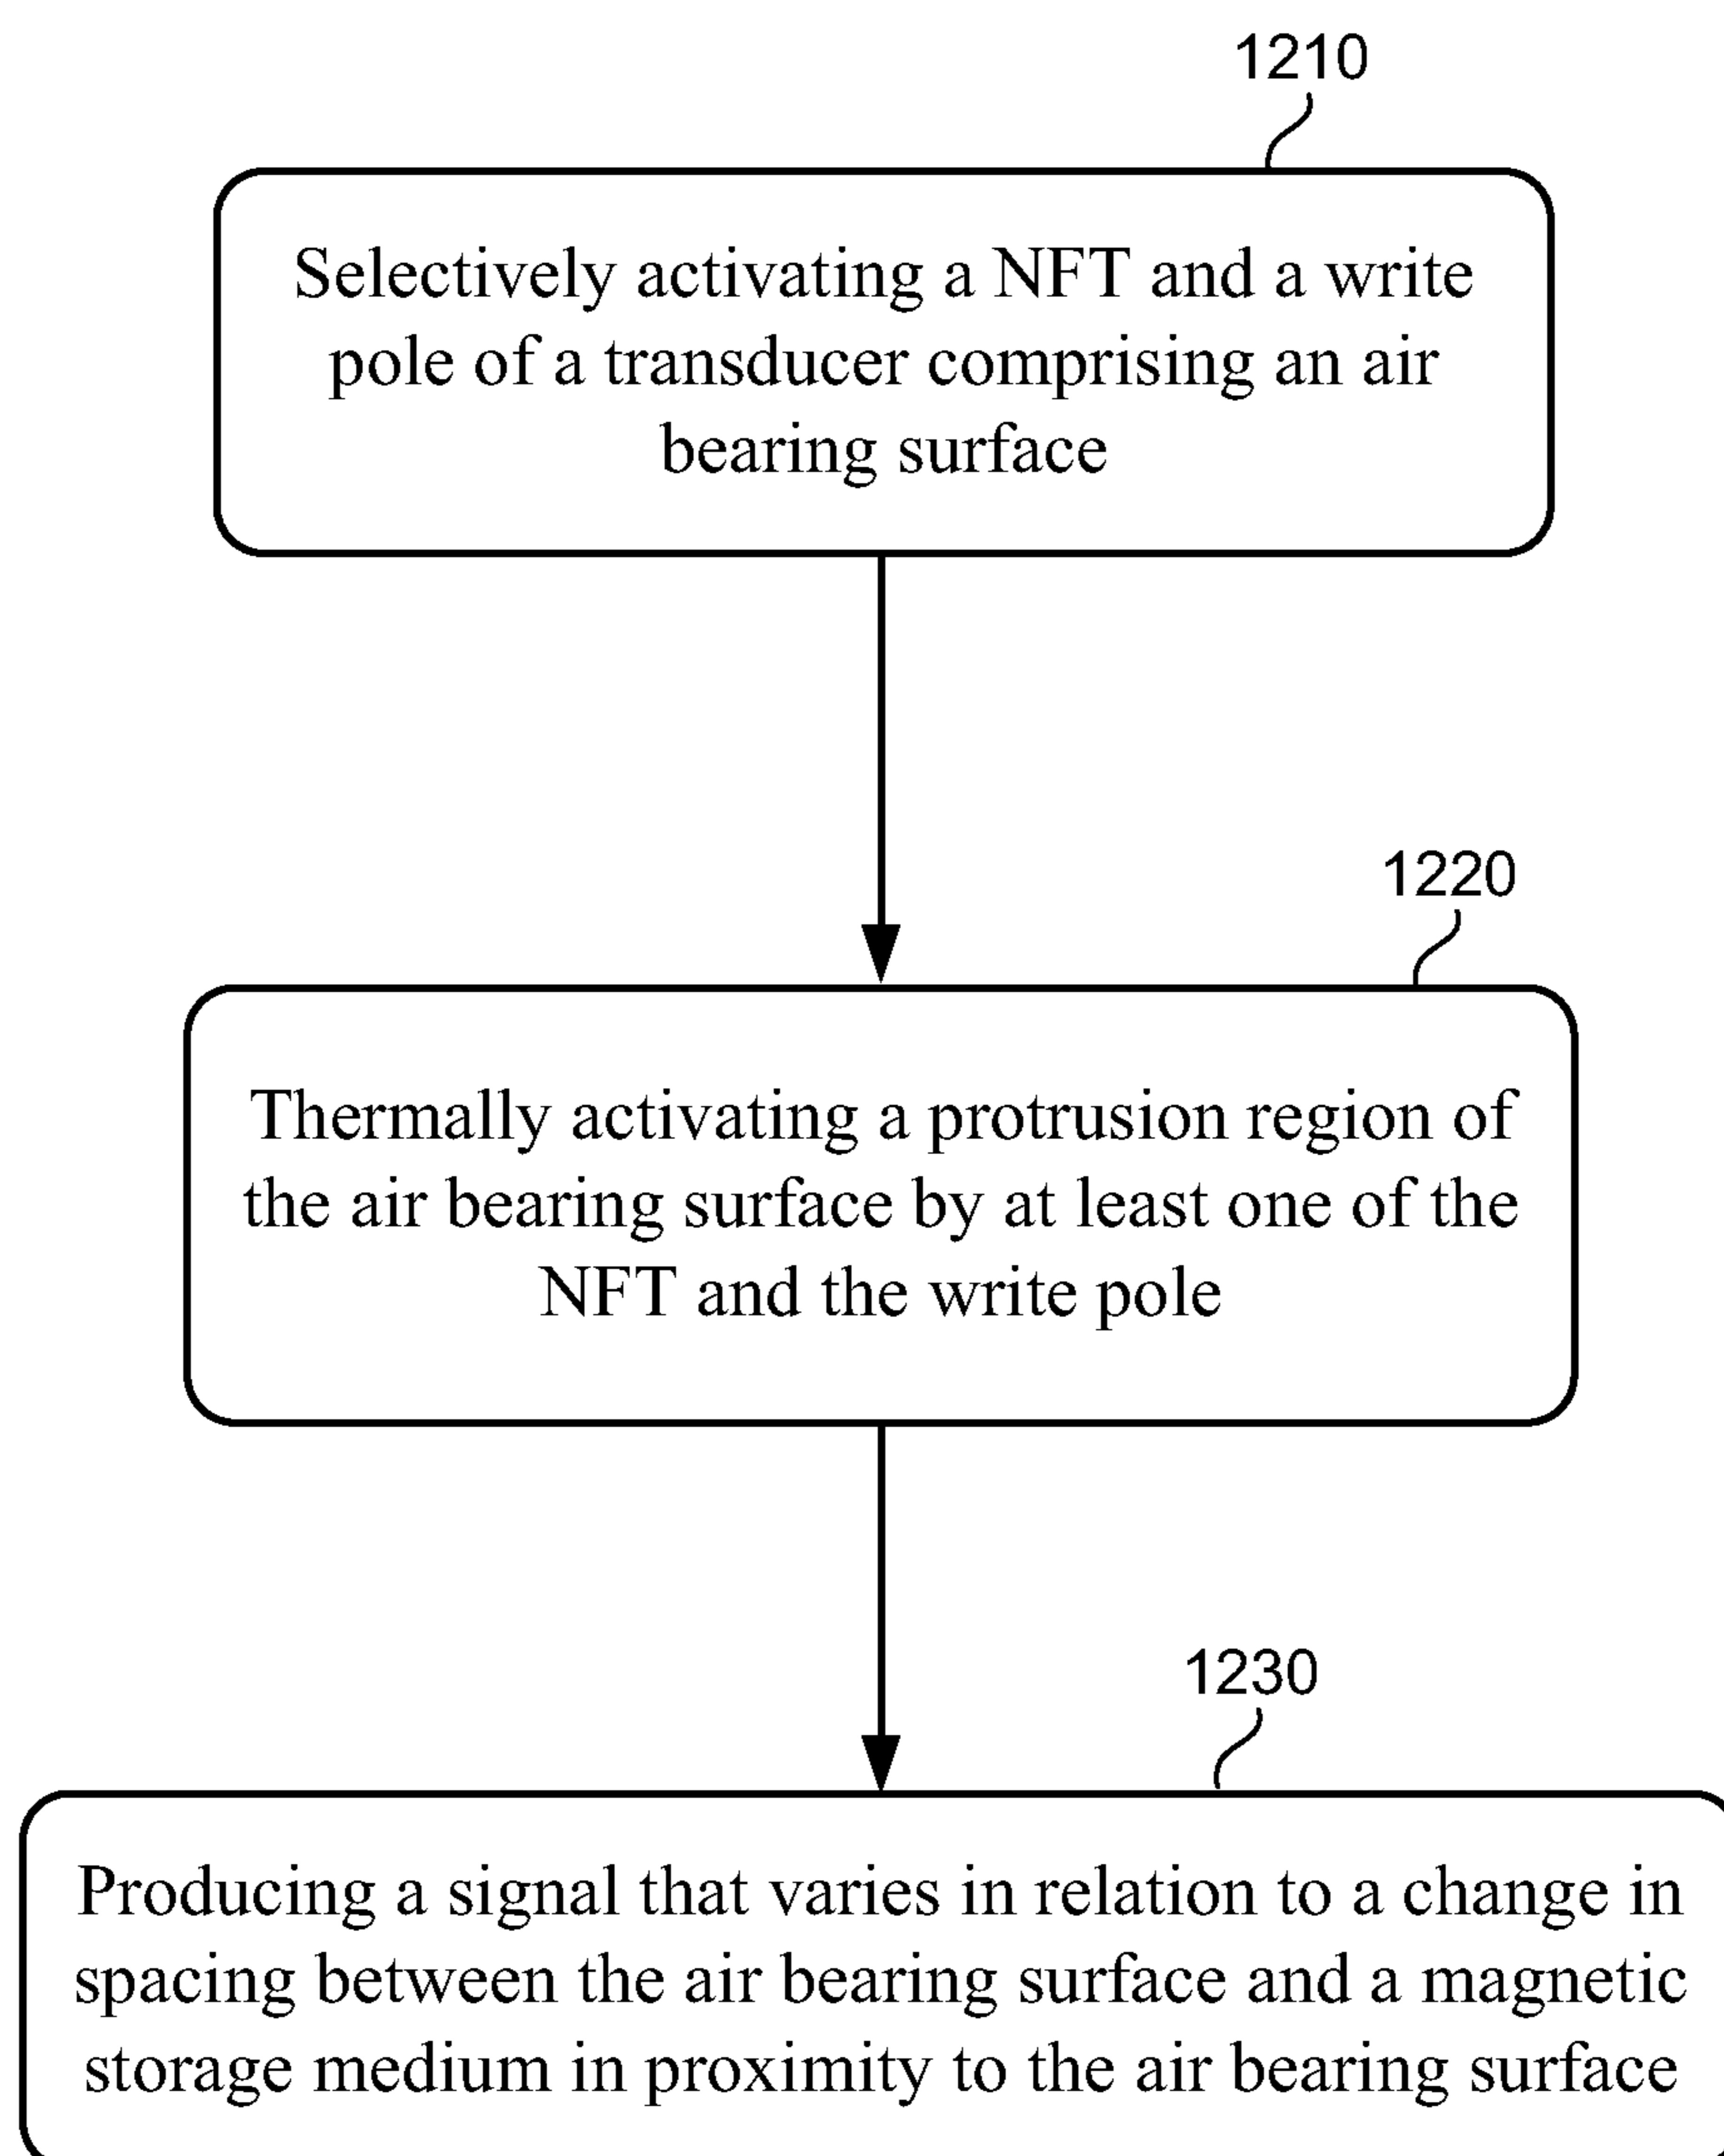 1210
Selectively activating a NFT and a write
pole of a transducer comprising an air
bearing surface
1220
Thermally activating a protrusion region of
the air bearing surface by at least one of the
NFT and the write pole
1230
Producing a signal that varies in relation to a change in
spacing between the air bearing surface and a magnetic
storage medium in proximity to the air bearing surface